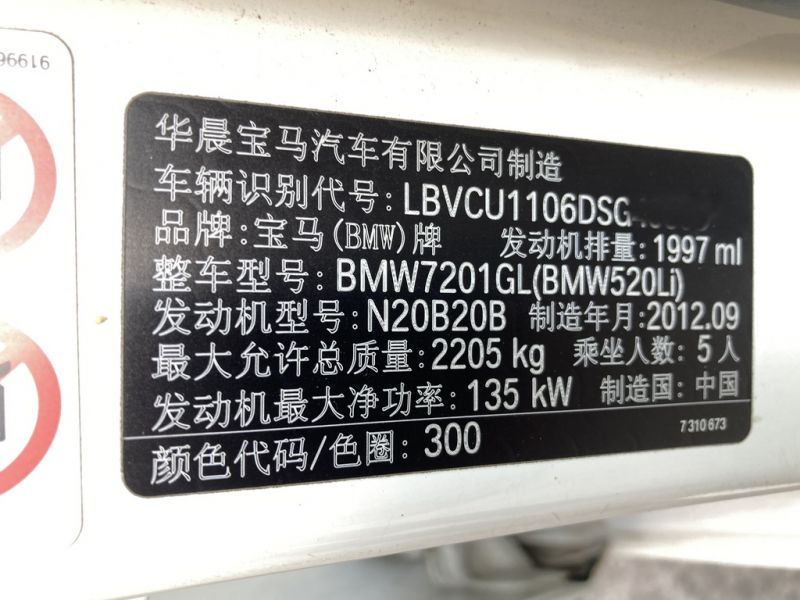 华晨宝马汽车有限公司制造
车辆识别代号:LBVCU1106DSG
品牌:宝马(BMW)牌 发动机排量:1997 ml
整车型号:BMW7201GL(BMW520Li)
发动机型号:N20B20B 制造年月:2012.09
最大允许总质量:2205 kg 乘坐人数:5人
发动机最大净功率:135 kW 制造国:中国
7310673
颜色代码/色圈:300